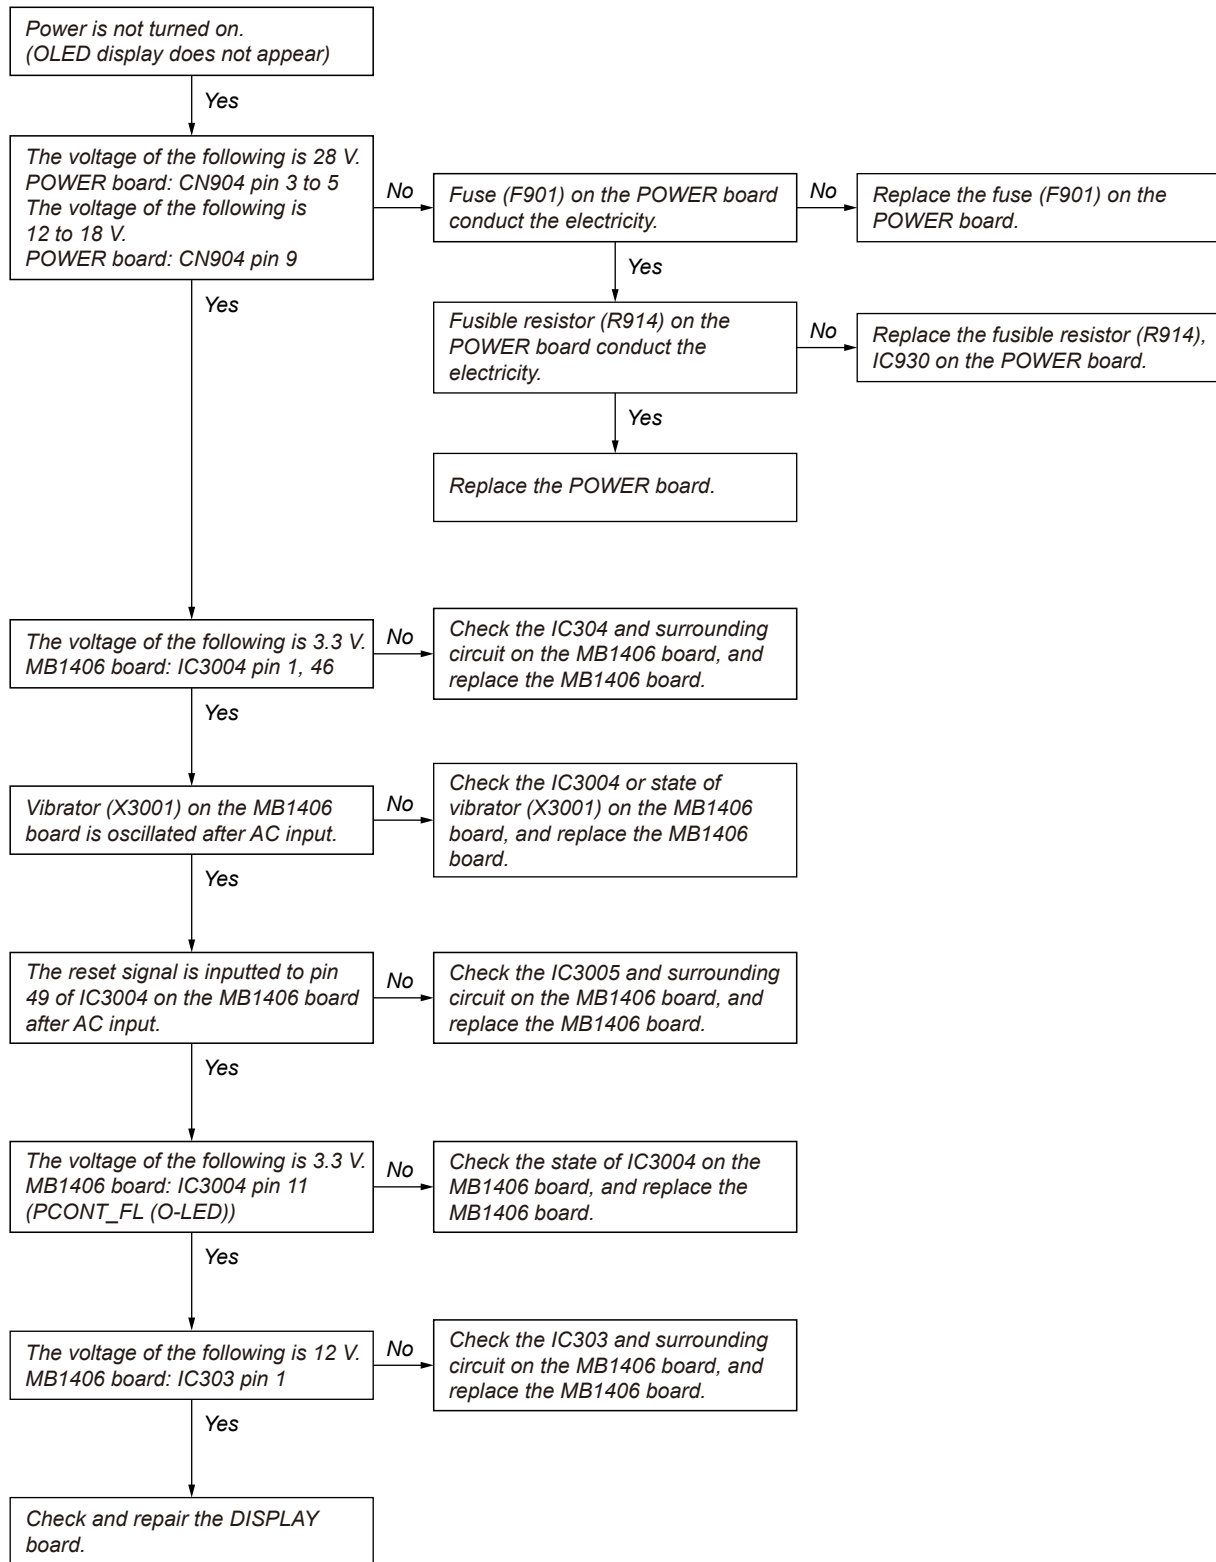 Power is not turned on.
(OLED display does not appear)
Yes
The voltage of the following is 28 V.
POWER board: CN904 pin 3 to 5
The voltage of the following is
12 to 18 V.
POWER board: CN904 pin 9
No
Fuse (F901) on the POWER board
conduct the electricity.
No
Replace the fuse (F901) on the
POWER board.
Yes
Fusible resistor (R914) on the
POWER board conduct the
electricity.
No
Replace the fusible resistor (R914),
IC930 on the POWER board.
Yes
Replace the POWER board.
Yes
The voltage of the following is 3.3 V.
MB1406 board: IC3004 pin 1, 46
No
Check the IC304 and surrounding
circuit on the MB1406 board, and
replace the MB1406 board.
Yes
Vibrator (X3001) on the MB1406
board is oscillated after AC input.
No
Check the IC3004 or state of
vibrator (X3001) on the MB1406
board, and replace the MB1406
board.
Yes
The reset signal is inputted to pin
49 of IC3004 on the MB1406 board
after AC input.
No
Check the IC3005 and surrounding
circuit on the MB1406 board, and
replace the MB1406 board.
Yes
The voltage of the following is 3.3 V.
MB1406 board: IC3004 pin 11
(PCONT_FL (O-LED))
No
Check the state of IC3004 on the
MB1406 board, and replace the
MB1406 board.
Yes
The voltage of the following is 12 V.
MB1406 board: IC303 pin 1
No
Check the IC303 and surrounding
circuit on the MB1406 board, and
replace the MB1406 board.
Yes
Check and repair the DISPLAY
board.